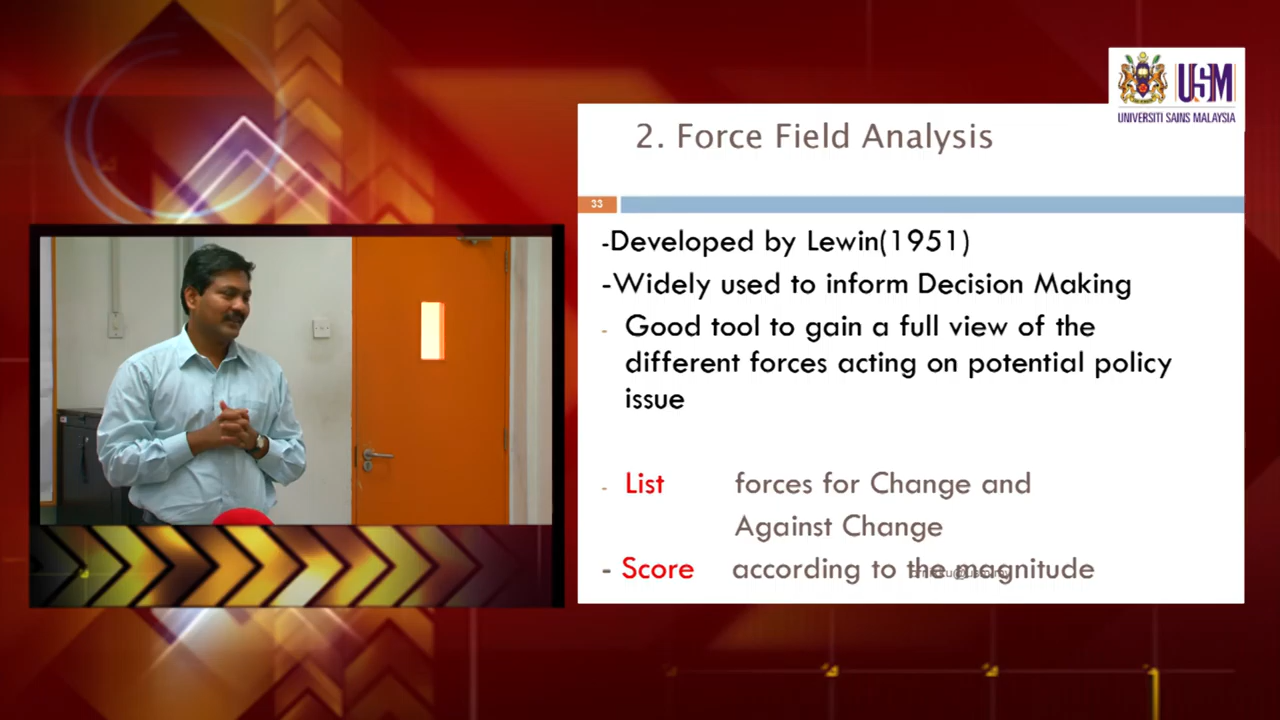 USM
UNIVERSITI SAINS MALAYSIA
2. Force Field Analysis
33
-Developed by Lewin(1951)
-Widely used to inform Decision Making
- Good tool to gain a full view of the
different forces acting on potential policy
issue
- List forces for Change and
Against Change
- Score according to the magnitude